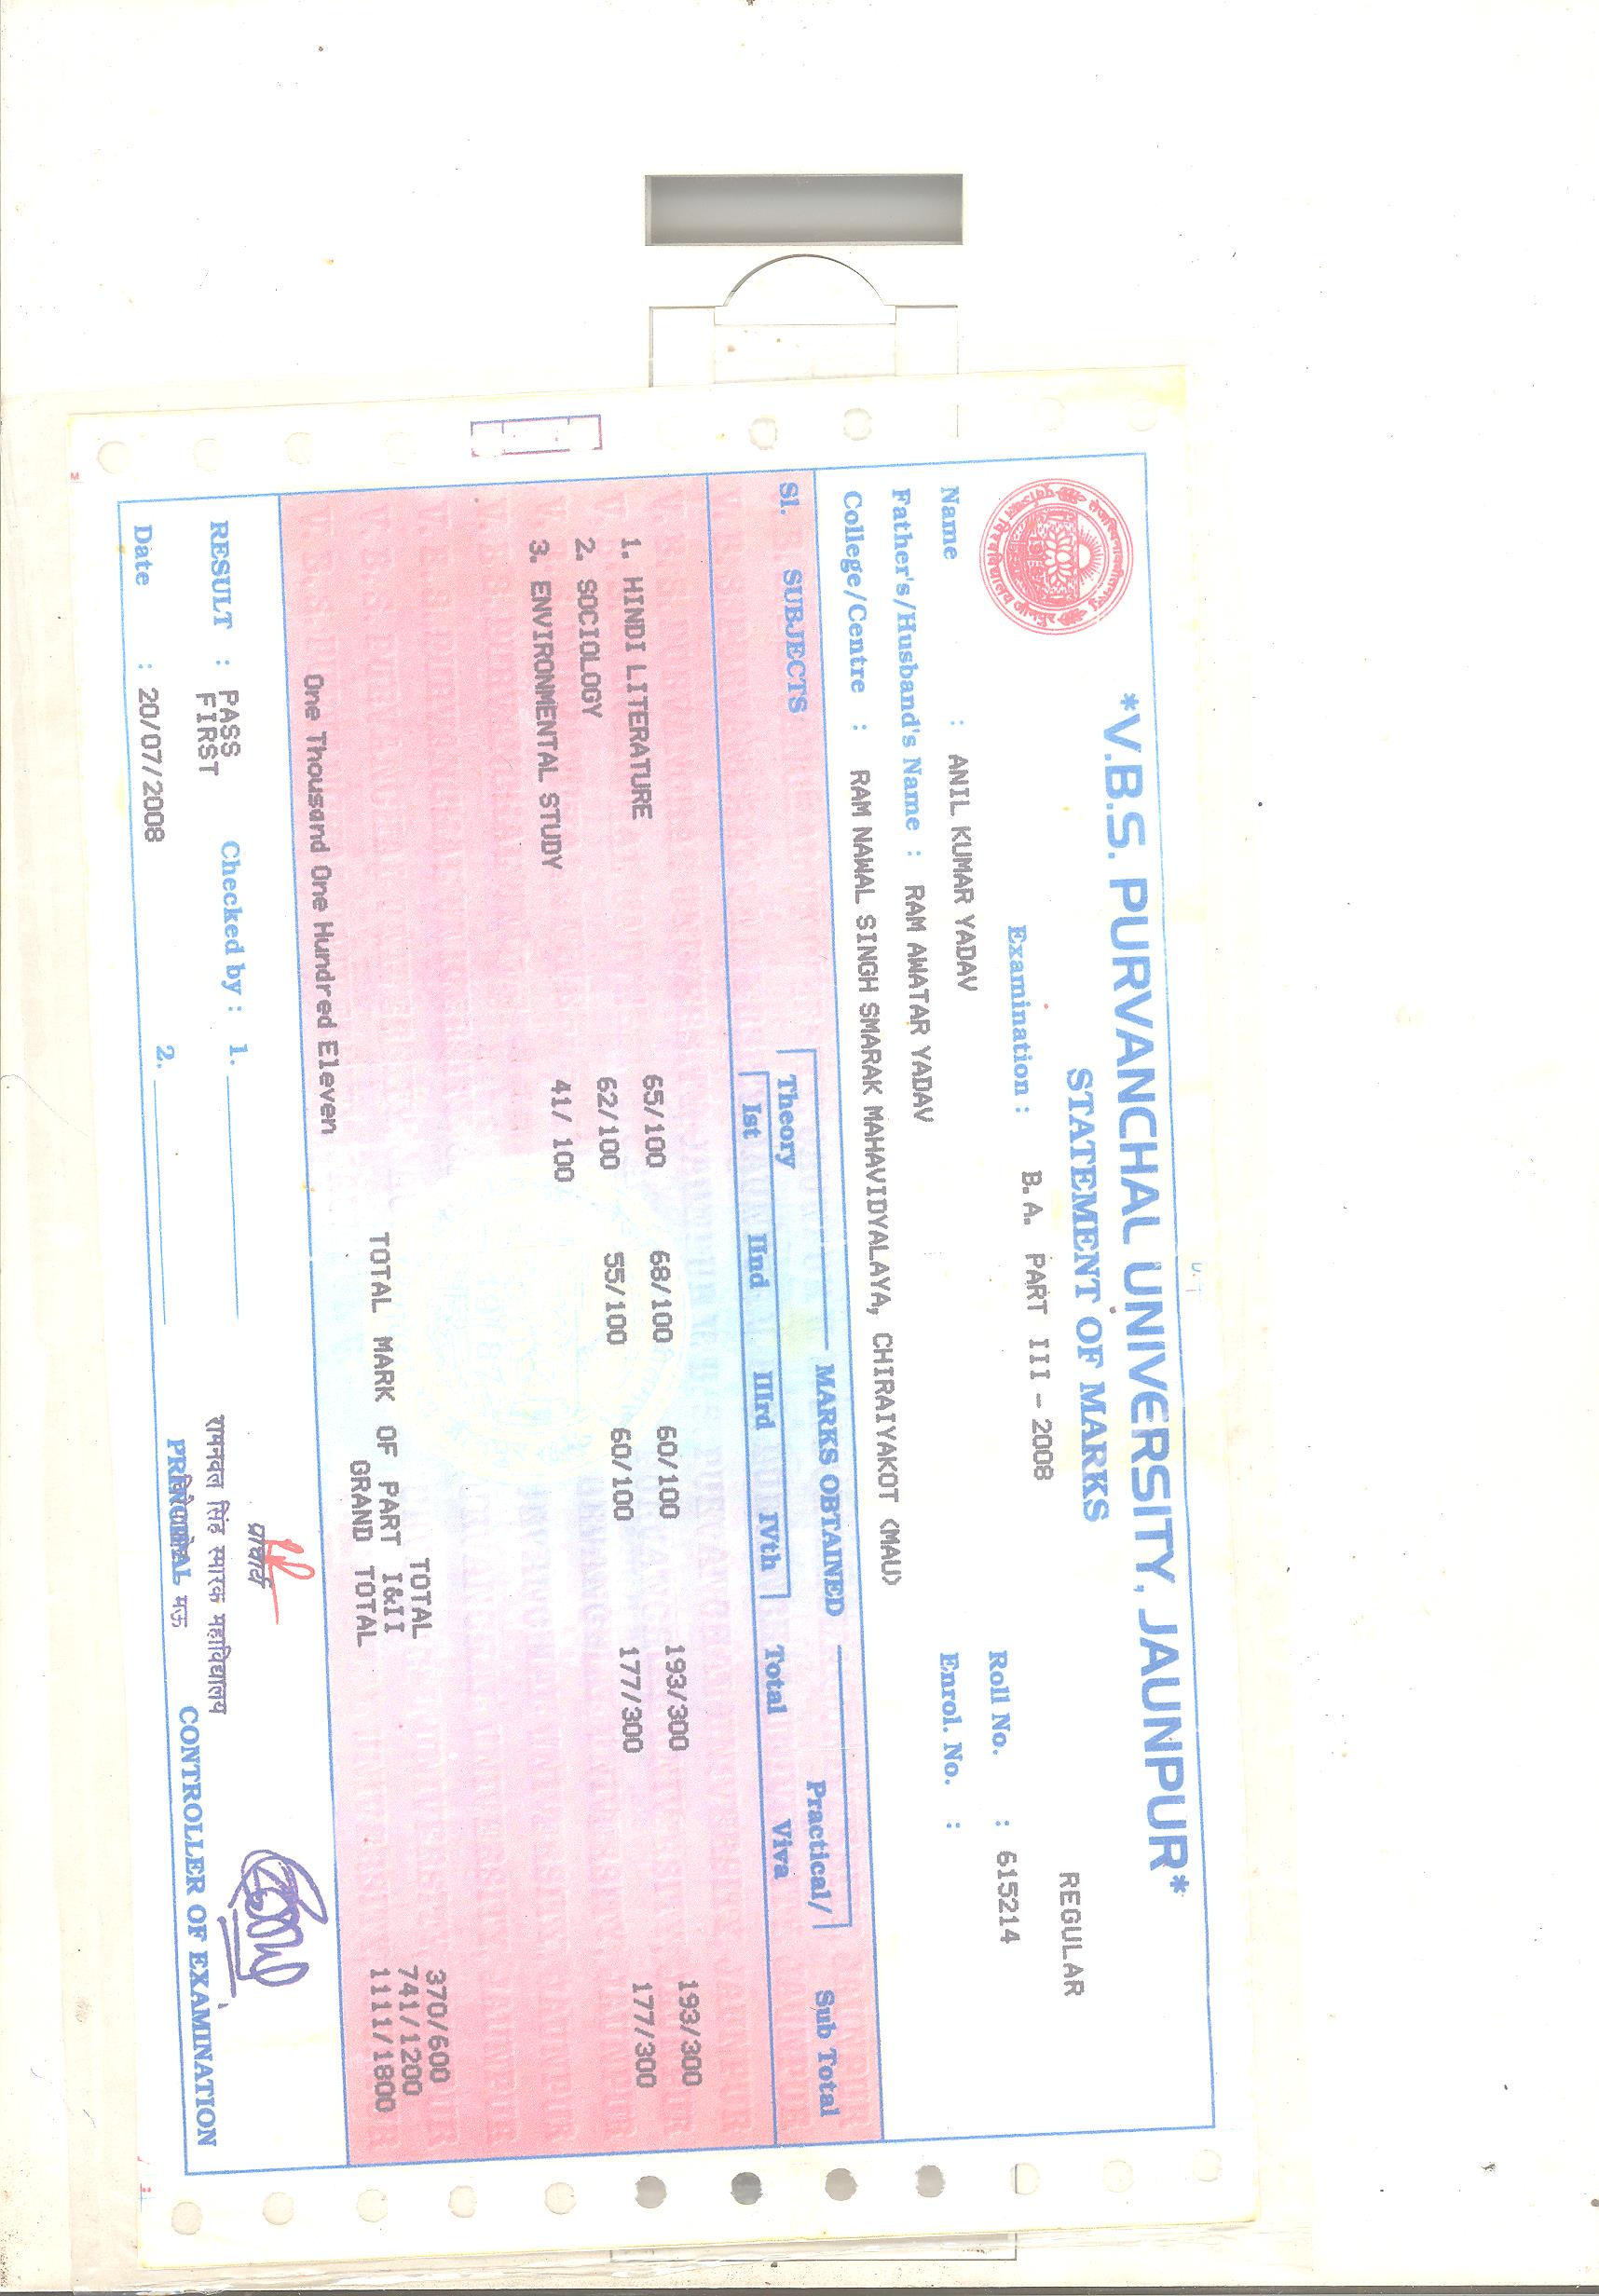 *V.B.S. PURVANCHAL UNIVERSITY, JAUNPUR*
STATEMENT OF MARKS
REGULAR
Examination : B.A. PART III - 2008
Roll No. : 615214
Name : ANIL KUMAR YADAV
Enrol. No. :
Father's/Husband's Name : RAM AWATAR YADAV
College/Centre : RAM NAWAL SINGH SMARAK MAHAVIDYALAYA, CHIRAIYAKOT (MAU)
Sl. SUBJECTS MARKS OBTAINED Practical/ Viva Sub Total
Theory Ist IInd IIIrd IVth Total
1. HINDI LITERATURE 65/100 68/100 60/100 193/300 193/300
2. SOCIOLOGY 62/100 55/100 60/100 177/300 177/300
3. ENVIRONMENTAL STUDY 41/ 100
TOTAL 370/600
TOTAL MARK OF PART I&II 741/1200
GRAND TOTAL 1111/1800
One Thousand One Hundred Eleven
RESULT : PASS
FIRST
Checked by : 1.
2.
प्राचार्य
रामनवल सिंह स्मारक महाविद्यालय
मऊ
Date : 20/07/2008
PRINCIPAL
CONTROLLER OF EXAMINATION